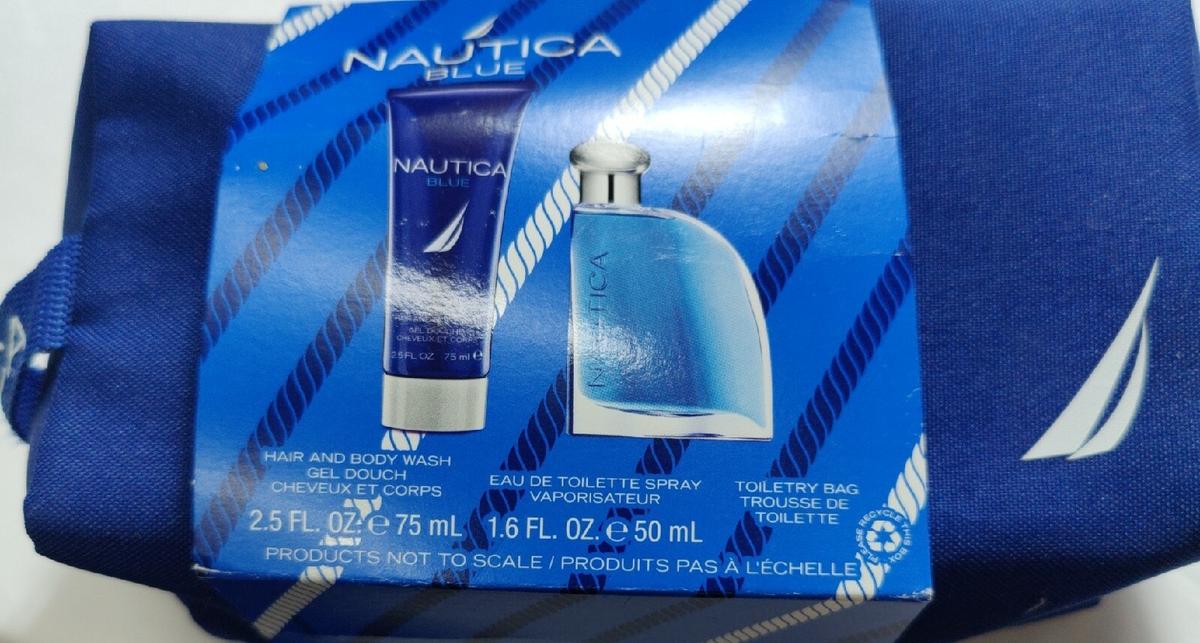 NAUTICA
BLUE
NAUTICA
BLUE
GEL DOUCHE
CHEVEUX ET CORPS
2.5 FL OZ 75 ml e
NAUTICA
HAIR AND BODY WASH
GEL DOUCH
CHEVEUX ET CORPS
2.5 FL. OZ. e 75 mL
EAU DE TOILETTE SPRAY
VAPORISATEUR
1.6 FL. OZ. e 50 mL
TOILETRY BAG
TROUSSE DE
TOILETTE
PRODUCTS NOT TO SCALE / PRODUITS PAS À L'ÉCHELLE
PLEASE RECYCLE THIS BOX